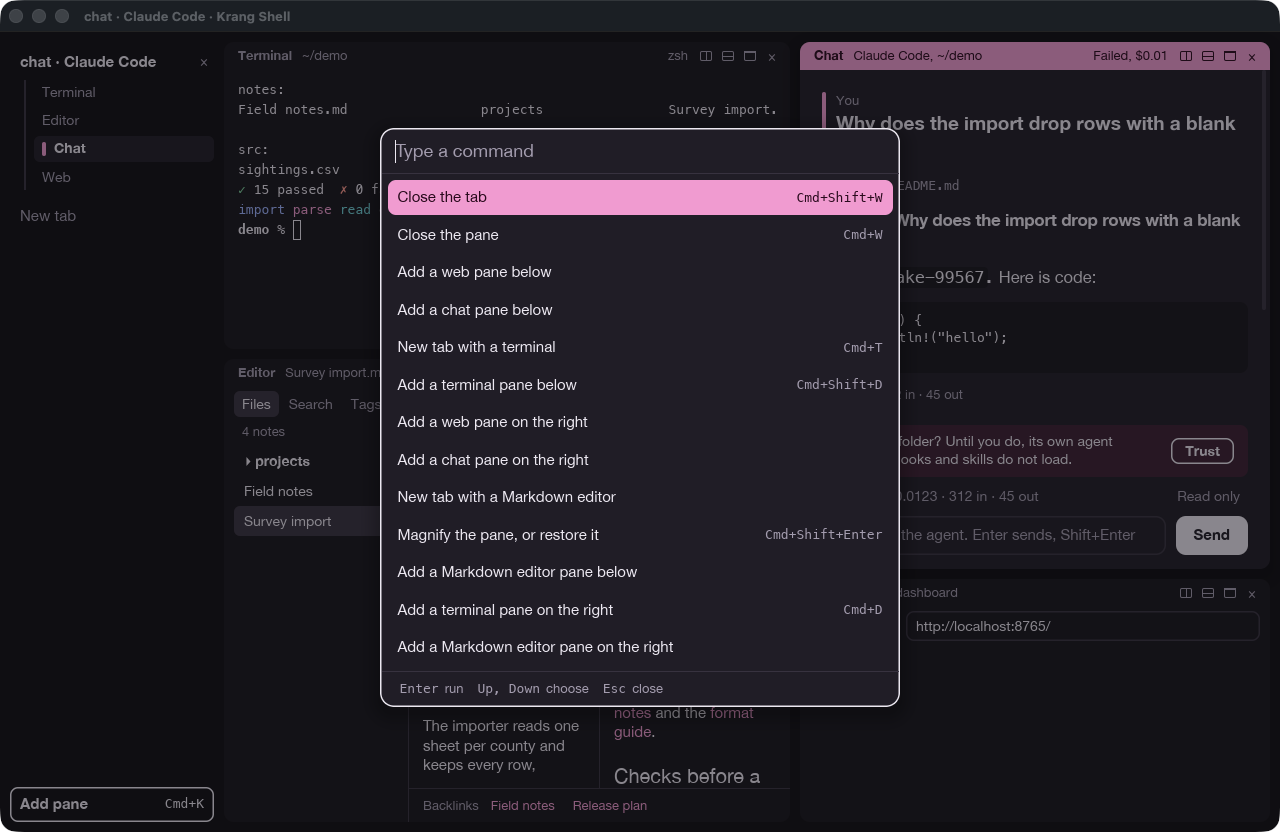 chat · Claude Code · Krang Shell
chat · Claude Code ×
Terminal
Editor
Chat
Web
New tab
Add pane Cmd+K
Terminal ~/demo zsh ×
notes:
Field notes.md projects Survey import.
src:
sightings.csv
✓ 15 passed ✗ 0 f
import parse read
demo %
Editor Survey import.m
Files Search Tags
4 notes
projects
Field notes
Survey import
The importer reads one
sheet per county and
keeps every row,
notes and the format
guide.
Checks before a
Backlinks Field notes Release plan
Chat Claude Code, ~/demo Failed, $0.01 ×
You
Why does the import drop rows with a blank
EADME.md
Why does the import drop rows with a blank
ake-99567. Here is code:
) {
tln!("hello");
in · 45 out
folder? Until you do, its own agent
ooks and skills do not load.
Trust
.0123 · 312 in · 45 out Read only
the agent. Enter sends, Shift+Enter
Send
dashboard ×
http://localhost:8765/
Type a command
Close the tab Cmd+Shift+W
Close the pane Cmd+W
Add a web pane below
Add a chat pane below
New tab with a terminal Cmd+T
Add a terminal pane below Cmd+Shift+D
Add a web pane on the right
Add a chat pane on the right
New tab with a Markdown editor
Magnify the pane, or restore it Cmd+Shift+Enter
Add a Markdown editor pane below
Add a terminal pane on the right Cmd+D
Add a Markdown editor pane on the right
Enter run Up, Down choose Esc close